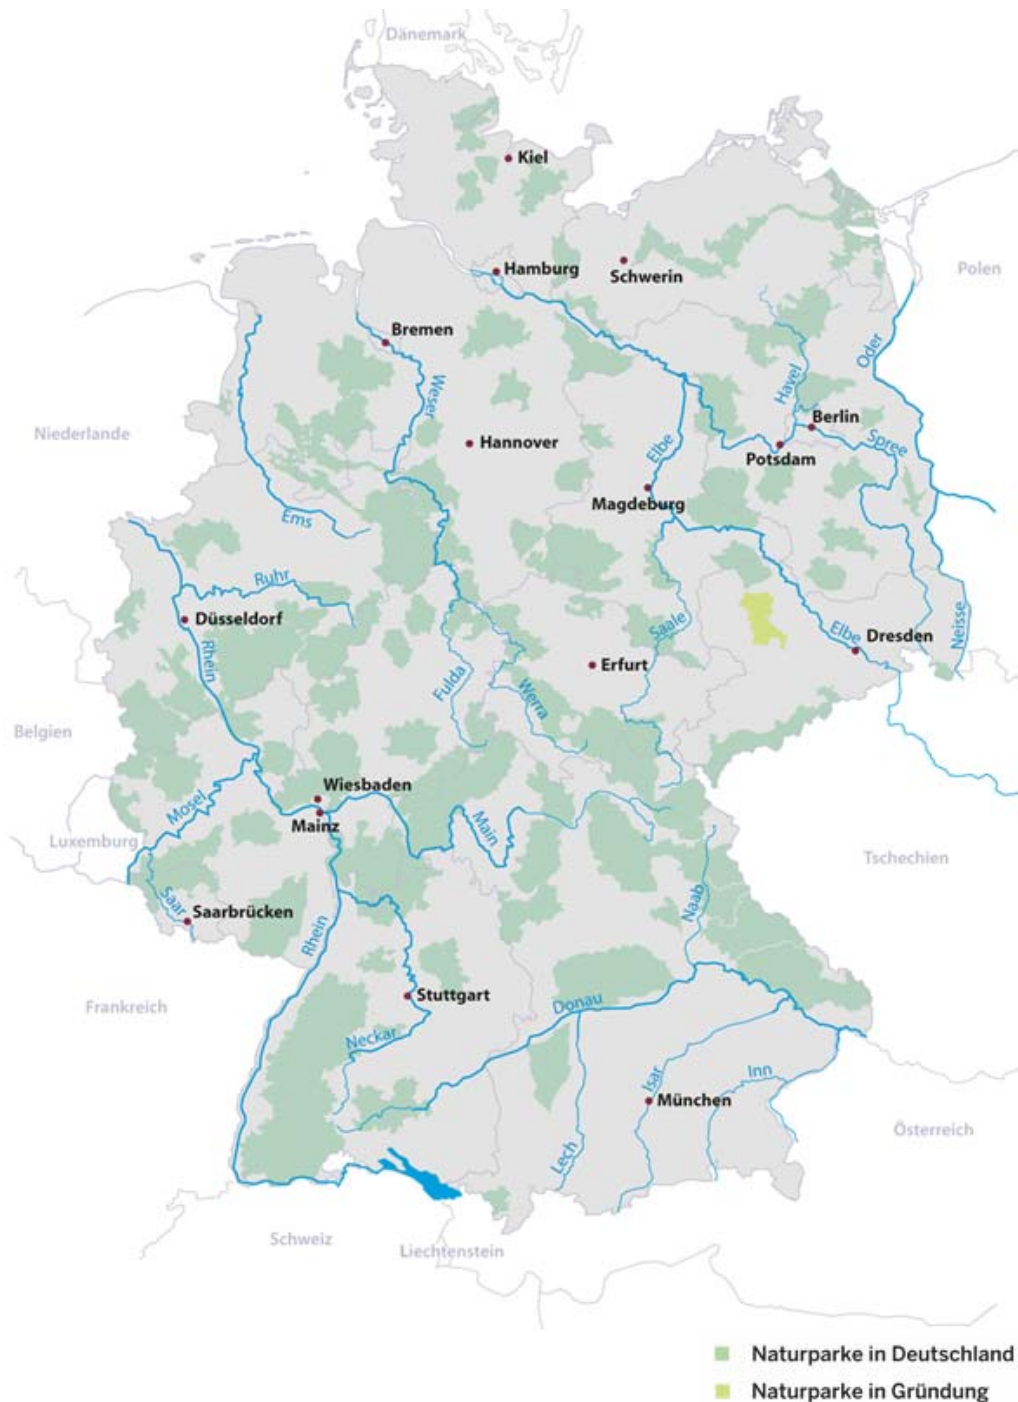 Dänemark
Kiel
Hamburg
Schwerin
Polen
Bremen
Weser
Havel
Oder
Niederlande
Hannover
Elbe
Berlin
Spree
Potsdam
Magdeburg
Ems
Ruhr
Düsseldorf
Rhein
Saale
Elbe
Dresden
Neisse
Erfurt
Fulda
Werra
Belgien
Wiesbaden
Mosel
Mainz
Main
Luxemburg
Tschechien
Saar
Saarbrücken
Rhein
Naab
Frankreich
Stuttgart
Donau
Neckar
Isar
Inn
München
Österreich
Lech
Schweiz
Liechtenstein
Naturparke in Deutschland
Naturparke in Gründung